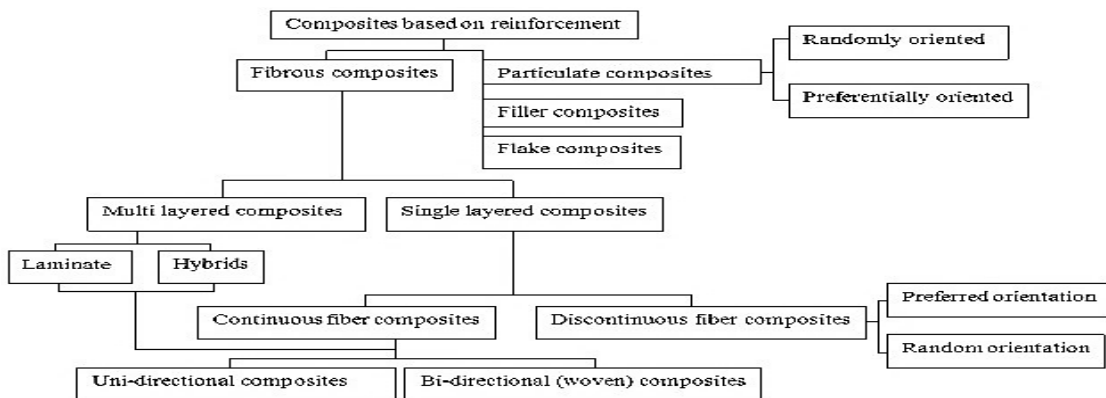 Composites based on reinforcement
Randomly oriented
Fibrous composites
Particulate composites
Preferentially oriented
Filler composites
Flake composites
Multi layered composites
Single layered composites
Laminate
Hybrids
Preferred orientation
Continuous fiber composites
Discontinuous fiber composites
Random orientation
Uni-directional composites
Bi-directional (woven) composites